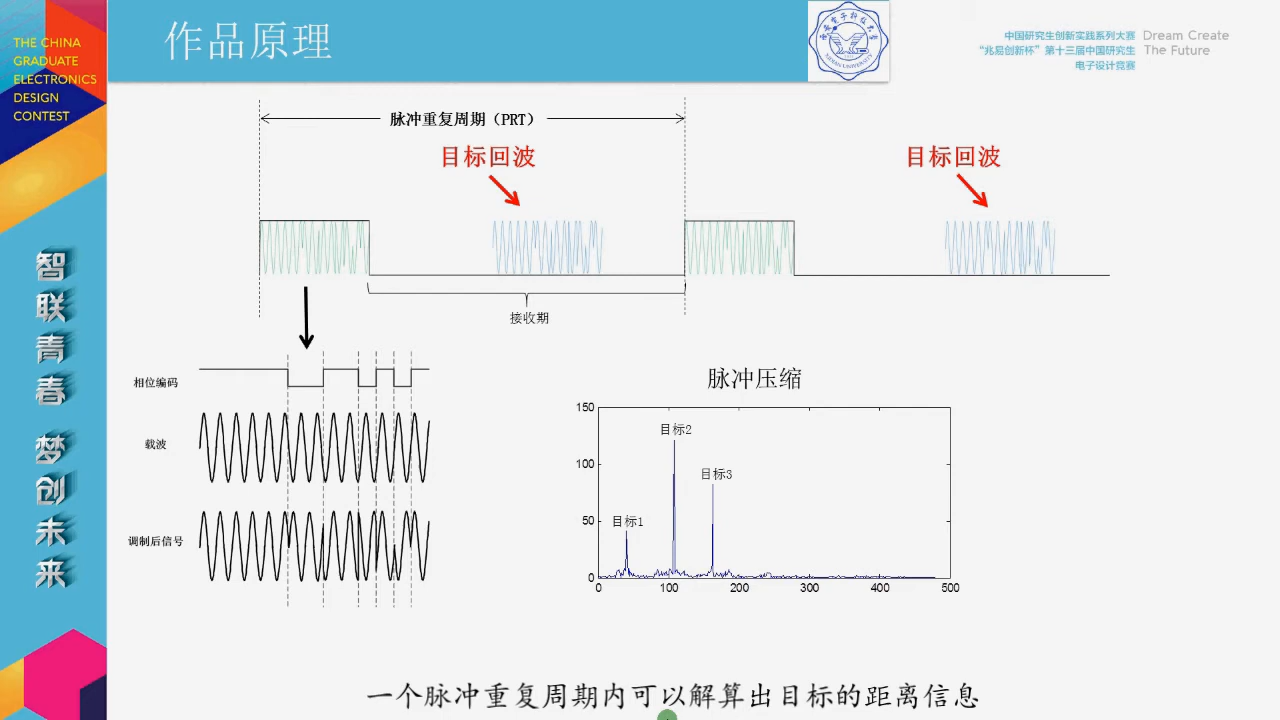 THE CHINA
GRADUATE
ELECTRONICS
DESIGN
CONTEST
智联青春 梦创未来
作品原理
中国研究生创新实践系列大赛
“兆易创新杯”第十三届中国研究生
电子设计竞赛
Dream Create
The Future
脉冲重复周期（PRT）
目标回波
目标回波
接收期
相位编码
载波
调制后信号
脉冲压缩
150
100
50
0
目标1
目标2
目标3
0 100 200 300 400 500
一个脉冲重复周期内可以解算出目标的距离信息